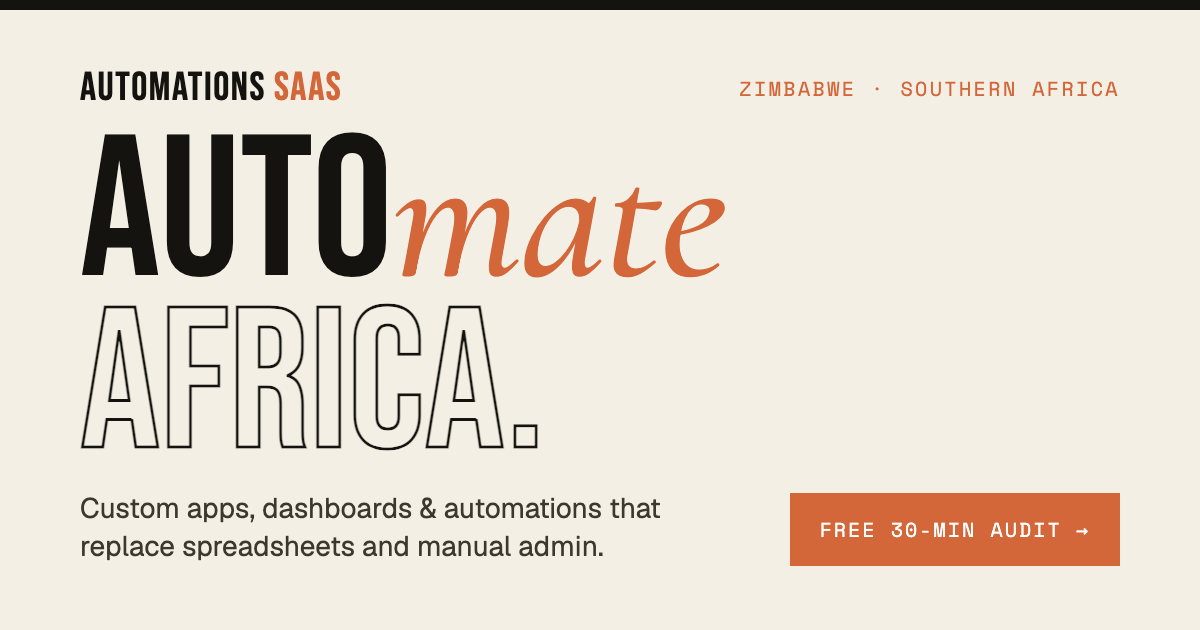 AUTOMATIONS SAAS
ZIMBABWE · SOUTHERN AFRICA
AUTOmate
AFRICA.
Custom apps, dashboards & automations that
replace spreadsheets and manual admin.
FREE 30-MIN AUDIT →